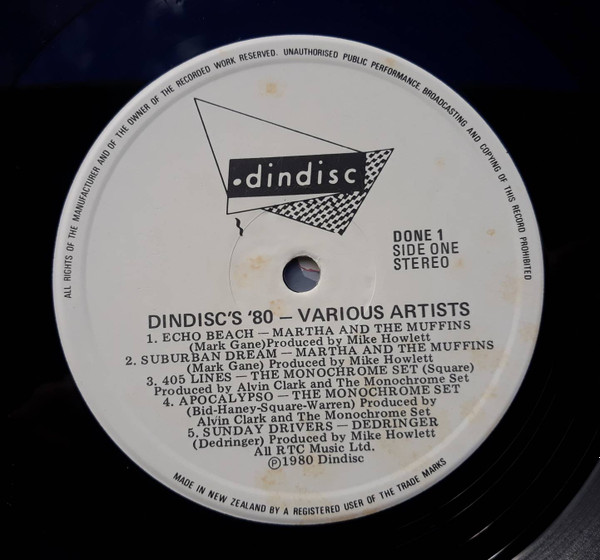 ALL RIGHTS OF THE MANUFACTURER AND OF THE OWNER OF THE RECORDED WORK RESERVED. UNAUTHORISED PUBLIC PERFORMANCE BROADCASTING AND COPYING OF THIS RECORD PROHIBITED
·dindisc
DONE 1
SIDE ONE
STEREO
DINDISC'S '80 — VARIOUS ARTISTS
1. ECHO BEACH — MARTHA AND THE MUFFINS
(Mark Gane)Produced by Mike Howlett
2. SUBURBAN DREAM — MARTHA AND THE MUFFINS
(Mark Gane) Produced by Mike Howlett
3. 405 LINES — THE MONOCHROME SET (Square)
Produced by Alvin Clark and The Monochrome Set
4. APOCALYPSO — THE MONOCHROME SET
(Bid-Haney-Square-Warren) Produced by
Alvin Clark and The Monochrome Set
5. SUNDAY DRIVERS — DEDRINGER
(Dedringer) Produced by Mike Howlett
All RTC Music Ltd.
℗1980 Dindisc
MADE IN NEW ZEALAND BY A REGISTERED USER OF THE TRADE MARKS